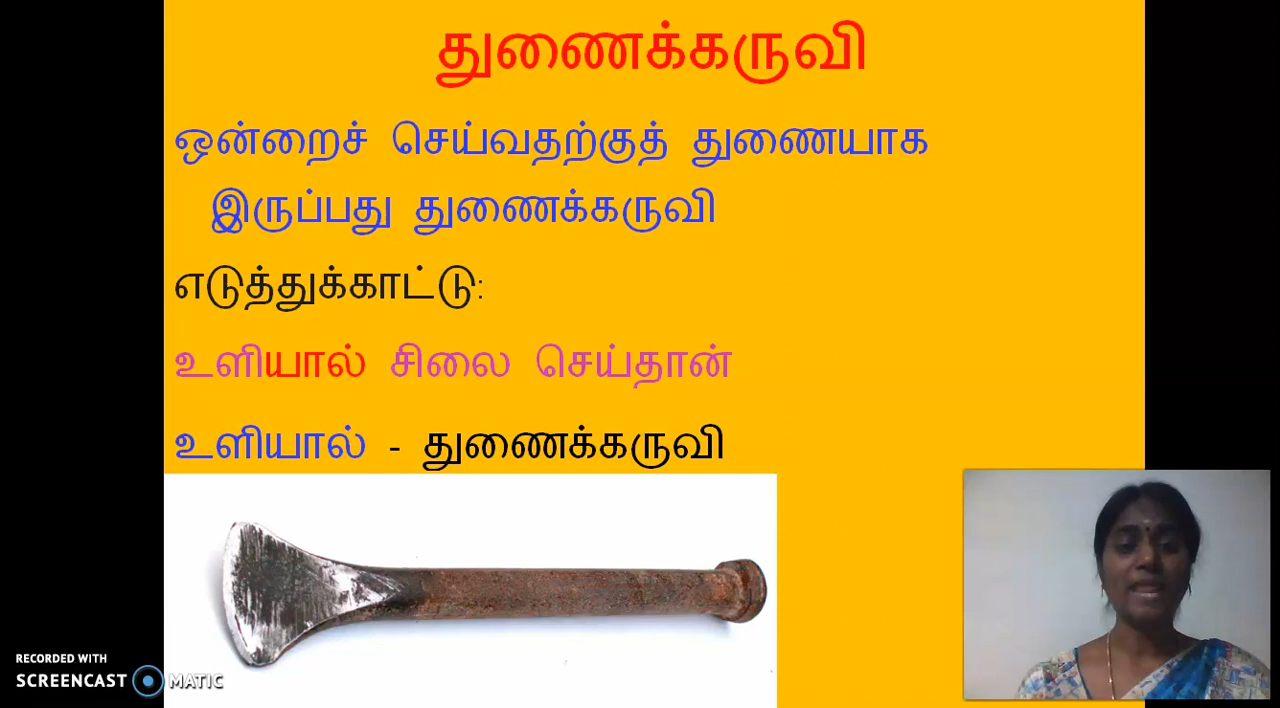 துணைக்கருவி
ஒன்றைச் செய்வதற்குத் துணையாக
இருப்பது துணைக்கருவி
எடுத்துக்காட்டு:
உளியால் சிலை செய்தான்
உளியால் - துணைக்கருவி
RECORDED WITH
SCREENCAST MATIC